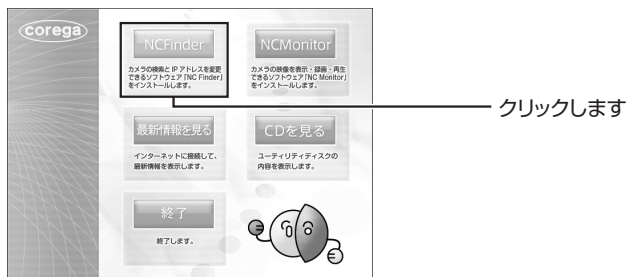 corega
NCFinder
カメラの検索と IP アドレスを変更
できるソフトウェア「NC Finder」
をインストールします。
NCMonitor
カメラの映像を表示・録画・再生
できるソフトウェア「NC Monitor」
をインストールします。
クリックします
最新情報を見る
インターネットに接続して、
最新情報を表示します。
CDを見る
ユーティリティディスクの
内容を表示します。
終了
終了します。